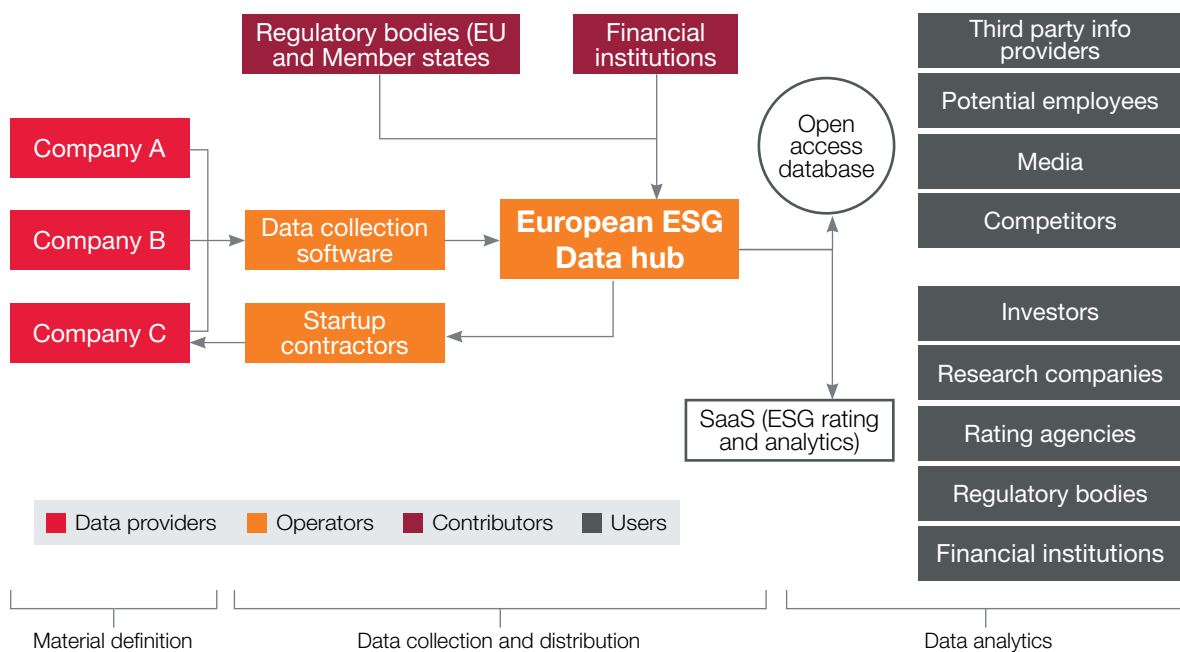 Regulatory bodies (EU
and Member states
Financial
institutions
Third party info
providers
Potential employees
Media
Competitors
Open
access
database
Company A
Company B
Company C
Data collection
software
European ESG
Data hub
Startup
contractors
Investors
Research companies
Rating agencies
Regulatory bodies
Financial institutions
SaaS (ESG rating
and analytics)
Data providers
Operators
Contributors
Users
Material definition
Data collection and distribution
Data analytics